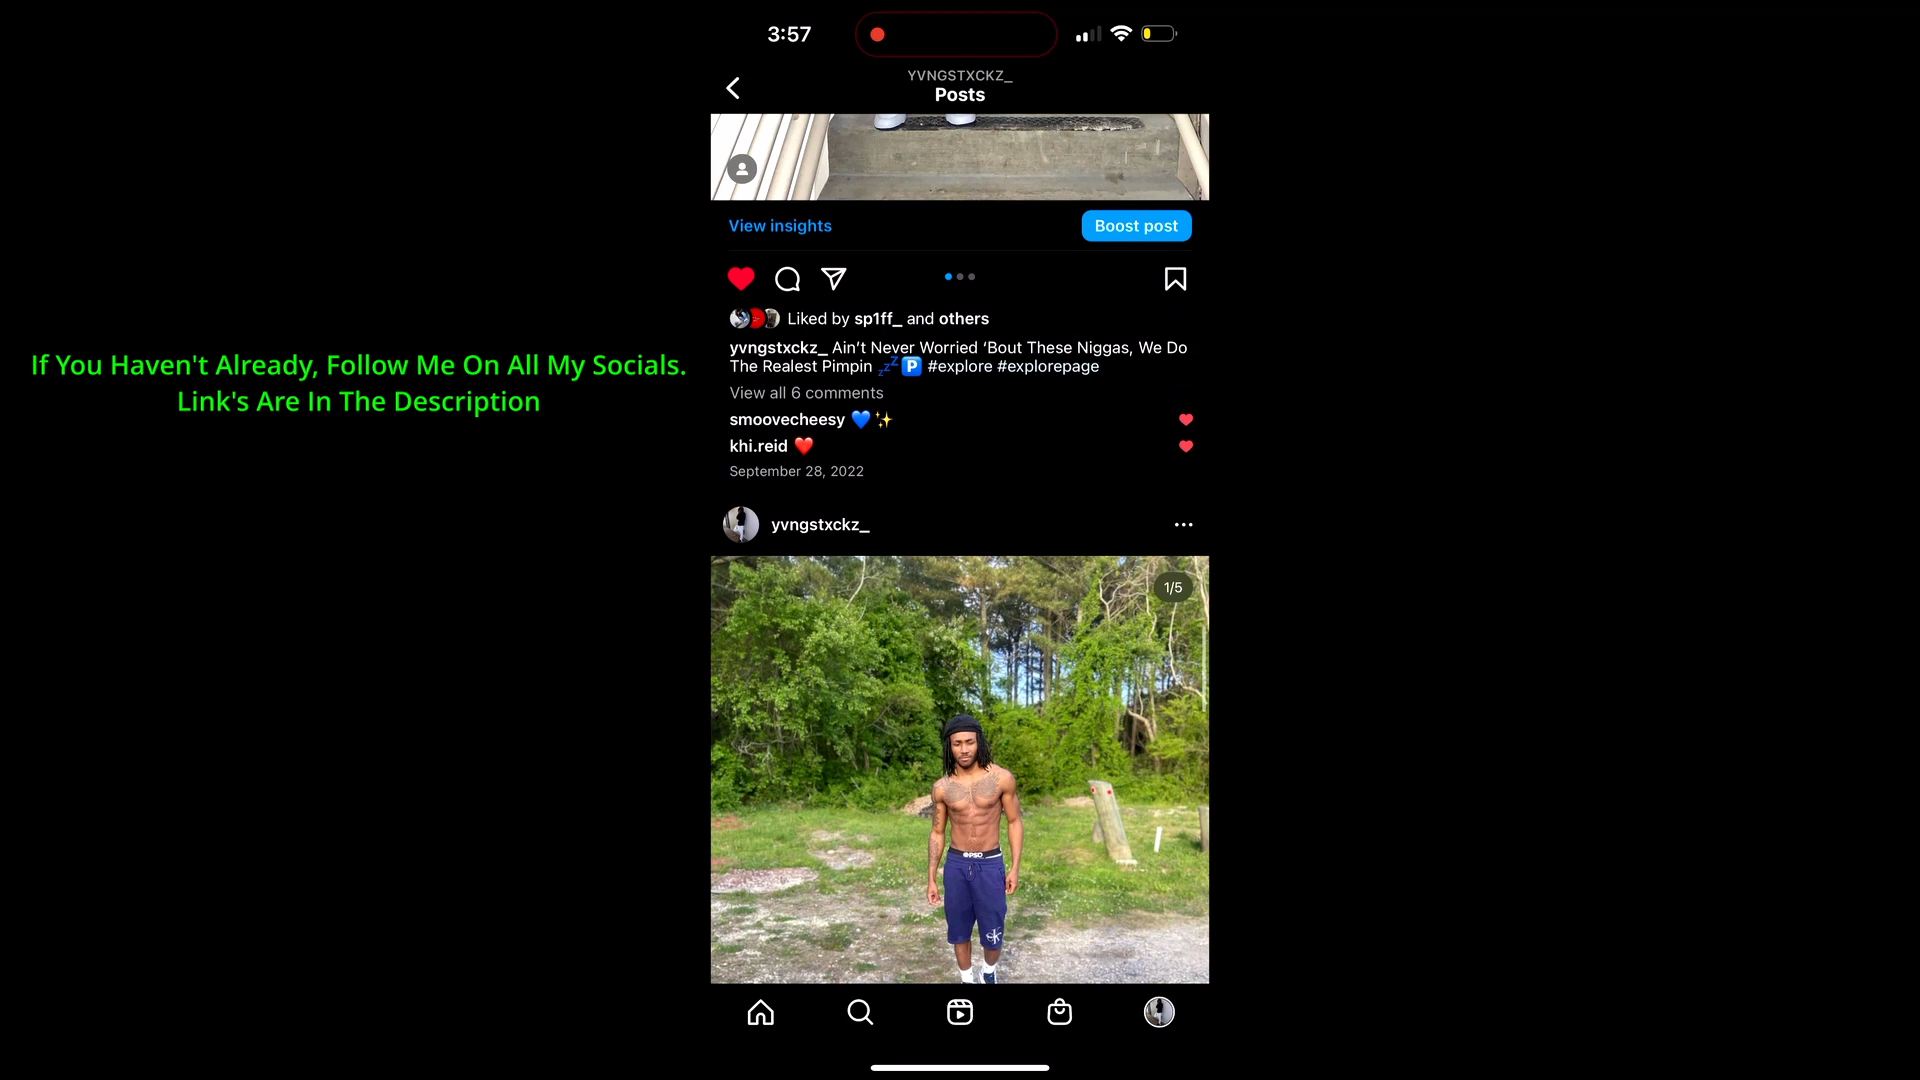 3:57
YVNGSTXCKZ_
Posts
View insights
Boost post
Liked by sp1ff_ and others
yvngstxckz_ Ain’t Never Worried ‘Bout These Niggas, We Do
The Realest Pimpin 💤🅿️ #explore #explorepage
View all 6 comments
smoovecheesy 💙✨
khi.reid ❤️
September 28, 2022
If You Haven't Already, Follow Me On All My Socials.
Link's Are In The Description
yvngstxckz_
1/5
PSD
CK